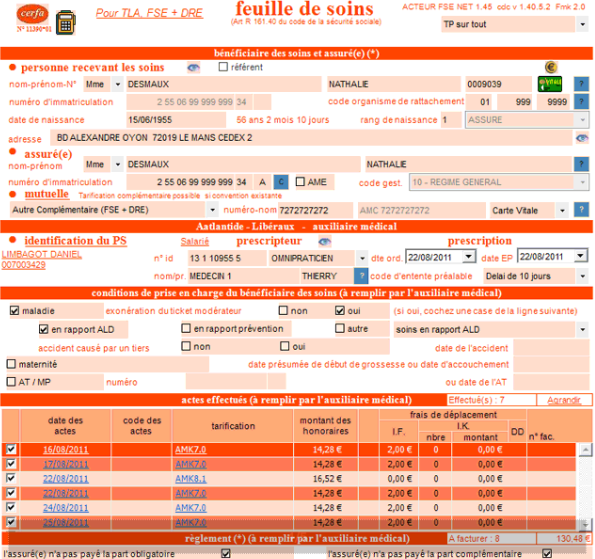 cerfa
N° 11390*01
Pour TLA, FSE + DRE
feuille de soins
(Art R 161.40 du code de la sécurité sociale)
ACTEUR FSE NET 1.45 cdc v 1.40.5.2 Fmk 2.0
TP sur tout
bénéficiaire des soins et assuré(e) (*)
personne recevant les soins référent
nom-prénom-N° Mme DESMAUX NATHALIE 0009039 ?
numéro d'immatriculation 2 55 06 99 999 999 34 code organisme de rattachement 01 999 9999 ?
date de naissance 15/06/1955 56 ans 2 mois 10 jours rang de naissance 1 ASSURE
adresse BD ALEXANDRE OYON 72019 LE MANS CEDEX 2
assuré(e)
nom-prénom Mme DESMAUX NATHALIE ?
numéro d'immatriculation 2 55 06 99 999 999 34 A C AME code gest. 10 - REGIME GENERAL
mutuelle Tarification complémentaire possible si convention existante
Autre Complémentaire (FSE + DRE) numéro-nom 7272727272 AMC 7272727272 Carte Vitale ?
Aatlantide - Libéraux - auxiliaire médical
identification du PS Salarié prescripteur prescription
LIMBAGOT DANIEL n° id 13 1 10955 5 OMNIPRATICIEN dte ord. 22/08/2011 date EP 22/08/2011
007003429
nom/pr. MEDECIN 1 THIERRY ? code d'entente préalable Delai de 10 jours
conditions de prise en charge du bénéficiaire des soins (à remplir par l'auxiliaire médical)
maladie exonération du ticket modérateur non oui (si oui, cochez une case de la ligne suivante)
en rapport ALD en rapport prévention autre soins en rapport ALD
accident causé par un tiers non oui date de l'accident
maternité date présumée de début de grossesse ou date d'accouchement
AT / MP numéro ou date de l'AT
actes effectués (à remplir par l'auxiliaire médical) Effectué(s) : 7 Agrandir
date des actes code des actes tarification montant des honoraires frais de déplacement I.F. I.K. nbre montant DD n° fac.
16/08/2011 AMK7.0 14,28 € 2,00 € 0 0,00 €
17/08/2011 AMK7.0 14,28 € 2,00 € 0 0,00 €
22/08/2011 AMK8.1 16,52 € 2,00 € 0 0,00 €
22/08/2011 AMK7.0 14,28 € 2,00 € 0 0,00 €
24/08/2011 AMK7.0 14,28 € 2,00 € 0 0,00 €
25/08/2011 AMK7.0 14,28 € 2,00 € 0 0,00 €
règlement (*) (à remplir par l'auxiliaire médical) A facturer : 8 130,48 €
l'assuré(e) n'a pas payé la part obligatoire l'assuré(e) n'a pas payé la part complémentaire